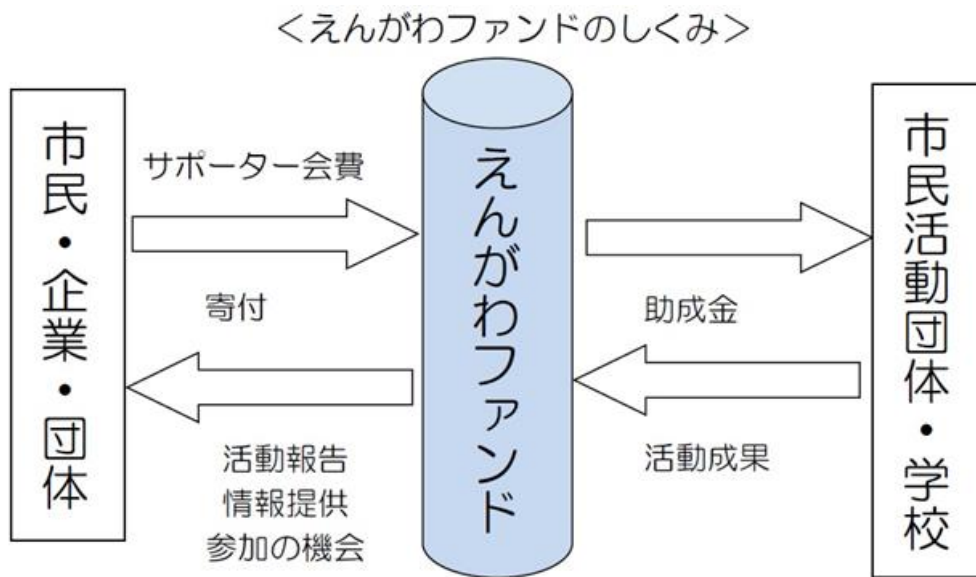 ＜えんがわファンドのしくみ＞
市民・企業・団体
サポーター会費
寄付
活動報告
情報提供
参加の機会
えんがわファンド
助成金
活動成果
市民活動団体・学校